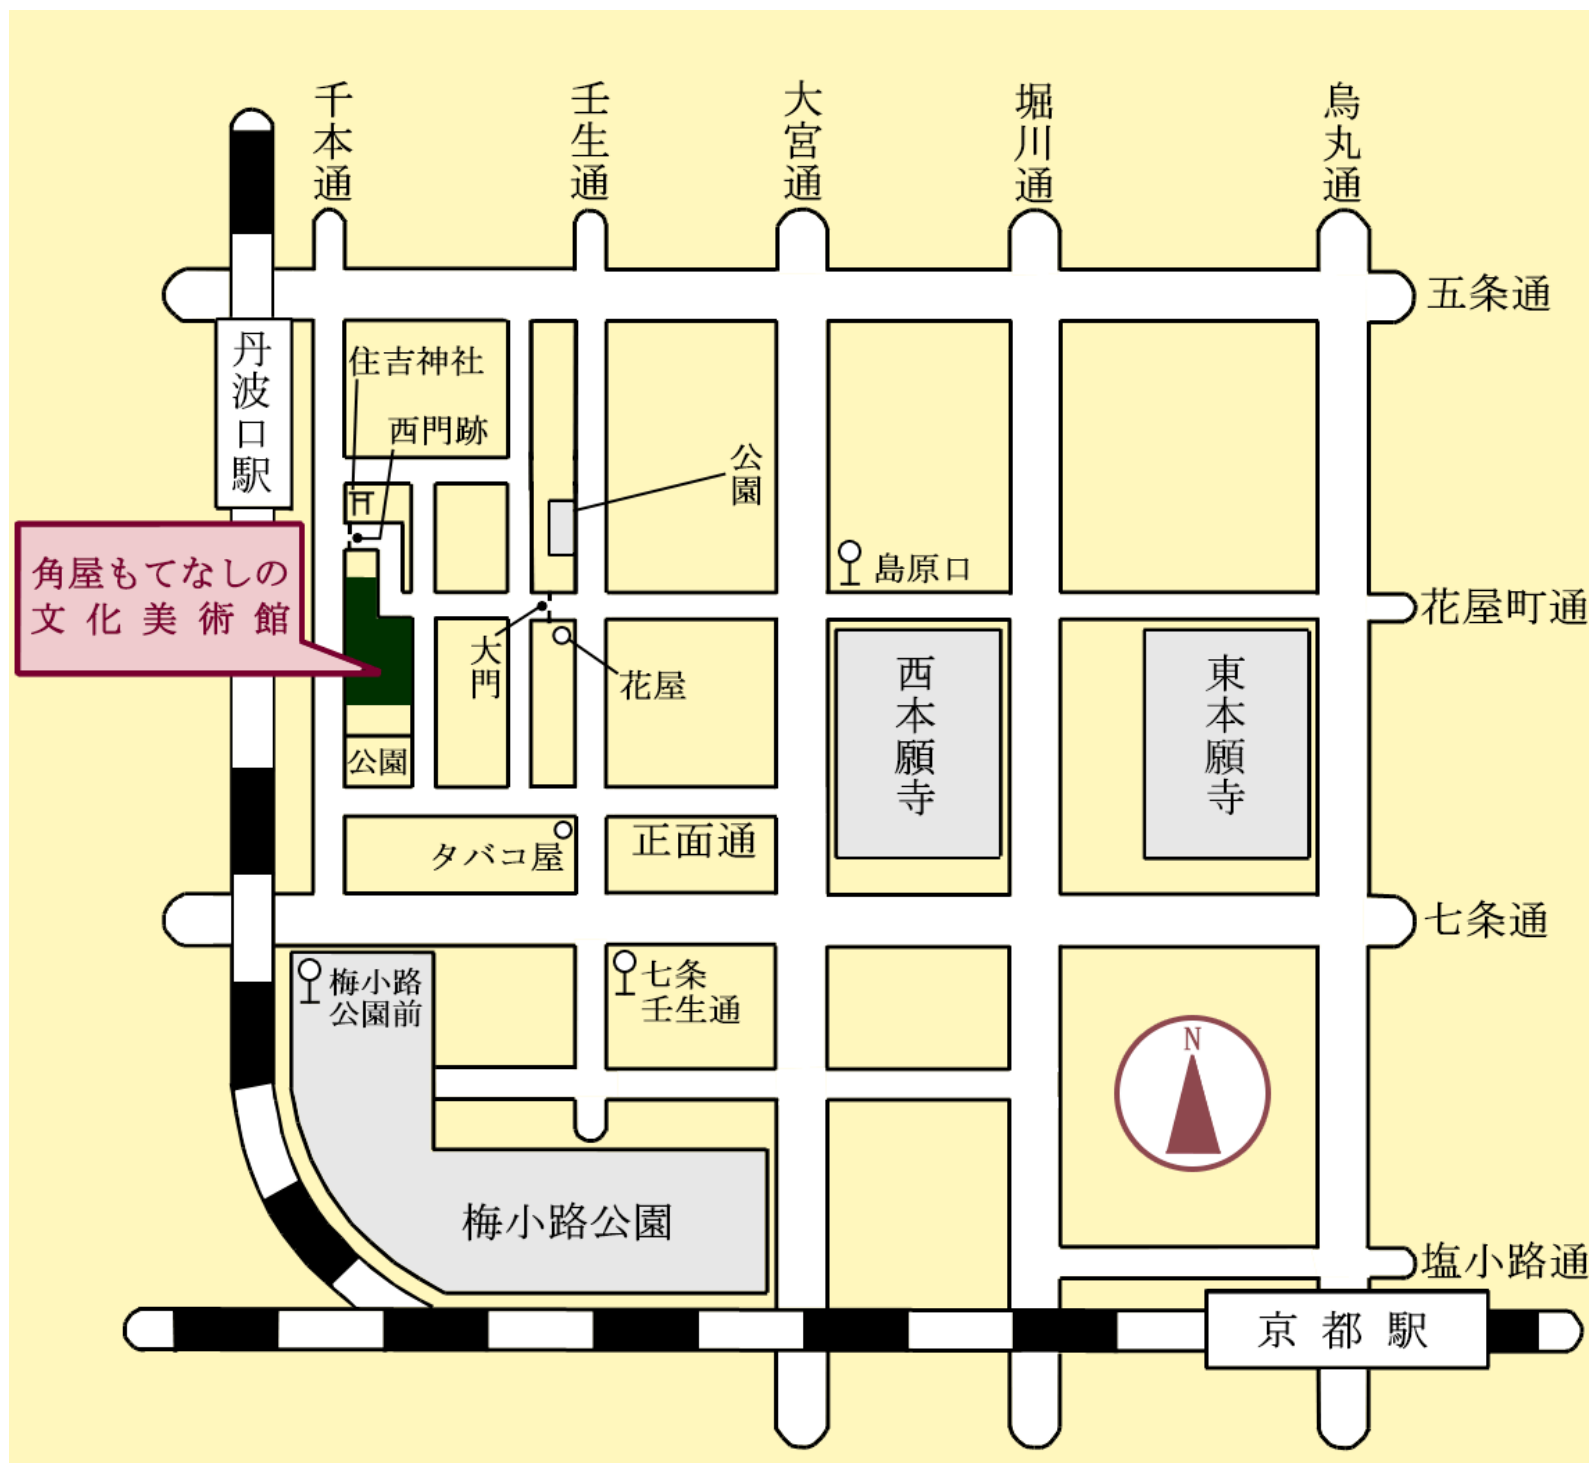 千本通
壬生通
大宮通
堀川通
烏丸通
五条通
丹波口駅
住吉神社
西門跡
公園
島原口
角屋もてなしの
文化美術館
花屋町通
大門
花屋
西本願寺
東本願寺
公園
タバコ屋
正面通
七条通
梅小路
公園前
七条
壬生通
N
梅小路公園
塩小路通
京都駅